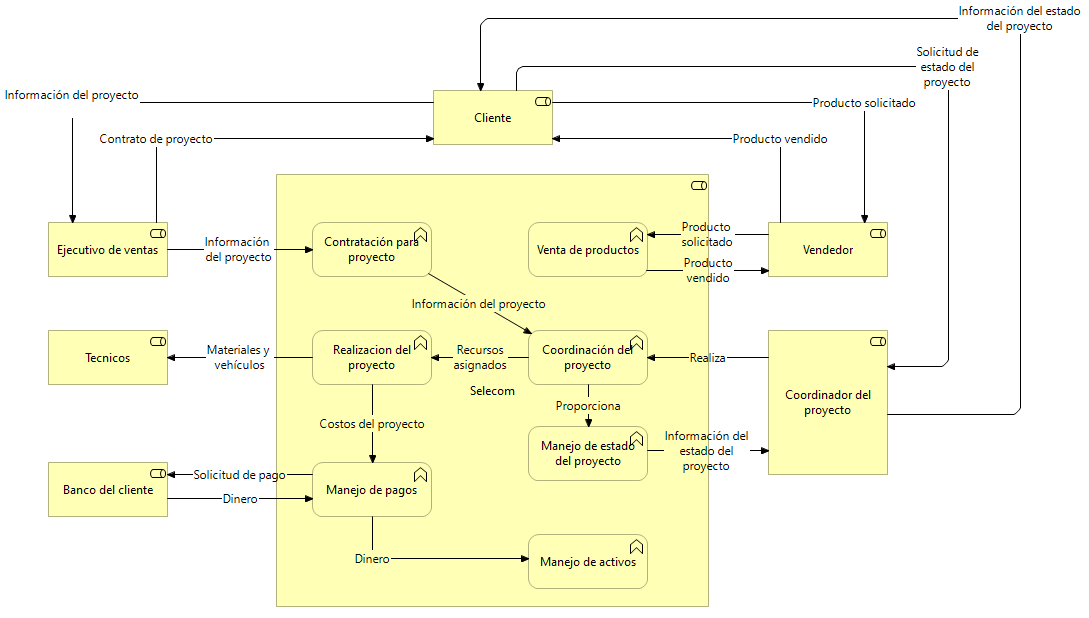 Información del estado
del proyecto
Solicitud de
estado del
proyecto
Información del proyecto
Cliente
Producto solicitado
Contrato de proyecto
Producto vendido
Ejecutivo de ventas
Información
del proyecto
Contratación para
proyecto
Venta de productos
Producto
solicitado
Producto
vendido
Vendedor
Información del proyecto
Tecnicos
Materiales y
vehículos
Realizacion del
proyecto
Recursos
asignados
Coordinación del
proyecto
Realiza
Coordinador del
proyecto
Selecom
Proporciona
Costos del proyecto
Manejo de estado
del proyecto
Información del
estado del
proyecto
Banco del cliente
Solicitud de pago
Dinero
Manejo de pagos
Dinero
Manejo de activos